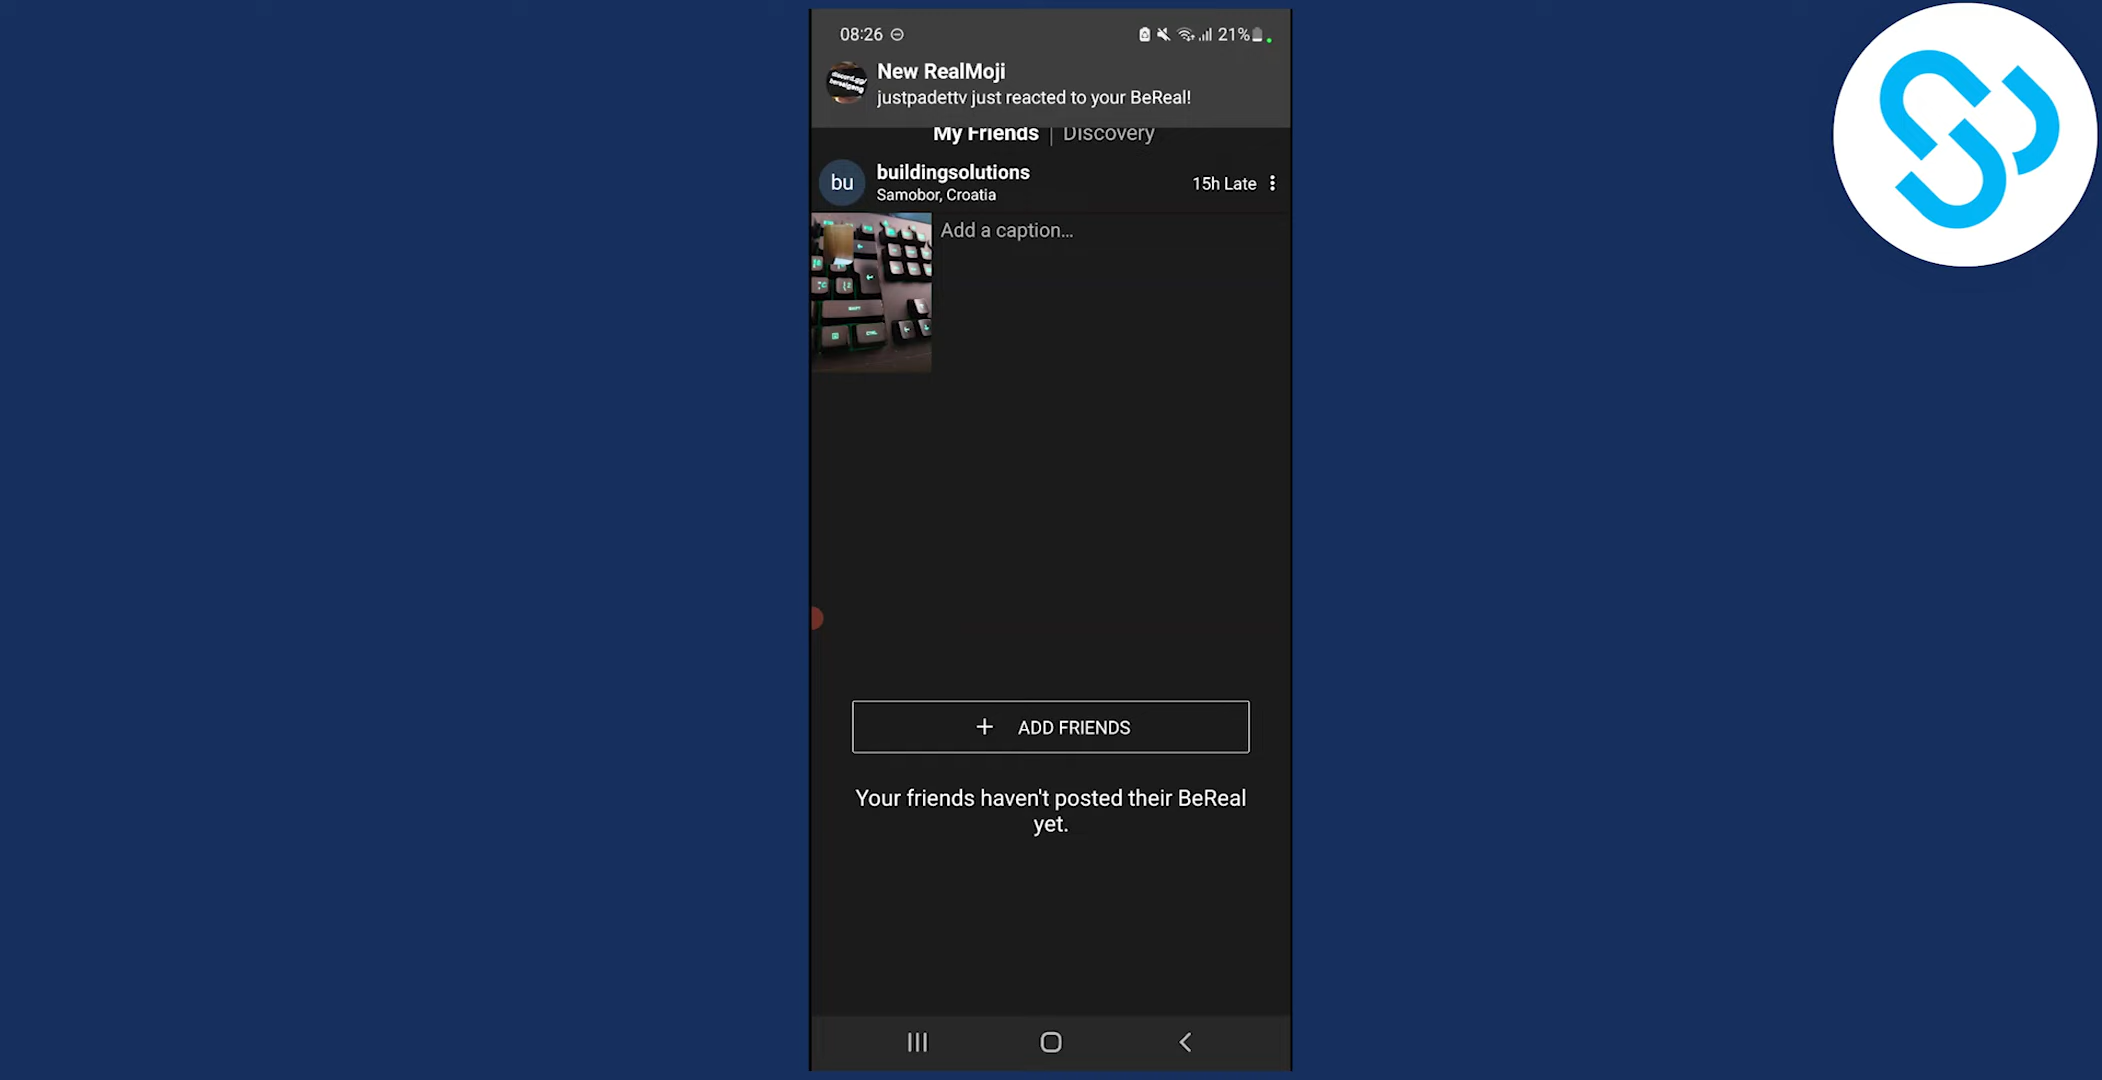 08:26
21%
New RealMoji
justpadettv just reacted to your BeReal!
My Friends | Discovery
bu
buildingsolutions
Samobor, Croatia
15h Late
Add a caption…
+ ADD FRIENDS
Your friends haven't posted their BeReal
yet.